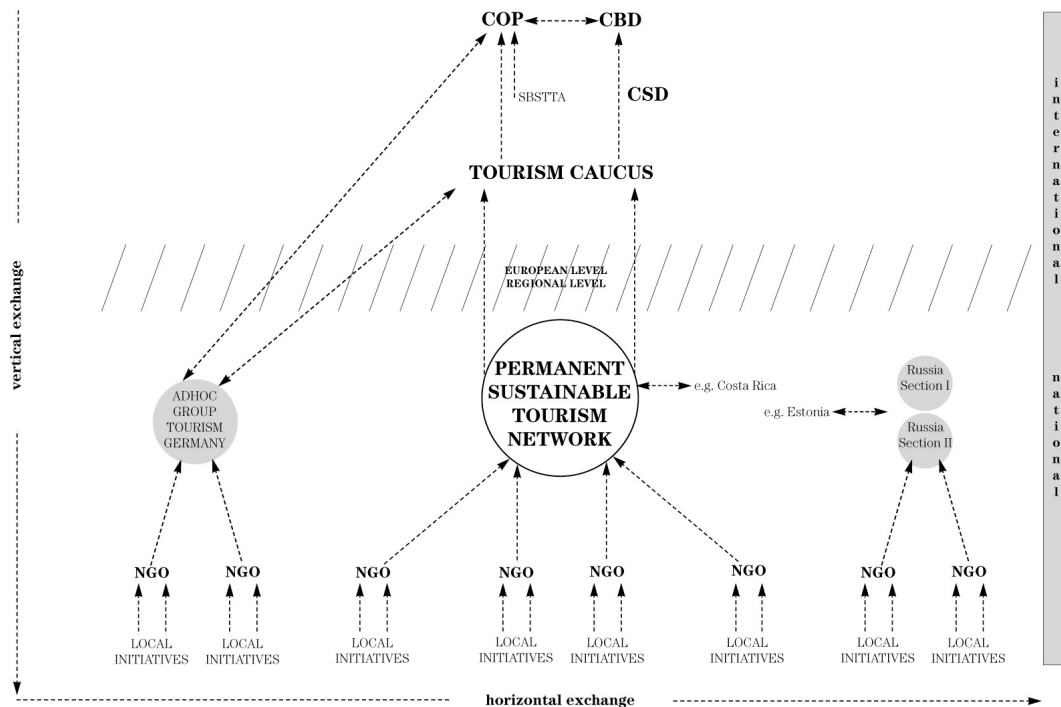 COP
CBD
SBSTTA
CSD
TOURISM CAUCUS
EUROPEAN LEVEL
REGIONAL LEVEL
PERMANENT
SUSTAINABLE
TOURISM
NETWORK
ADHOC
GROUP
TOURISM
GERMANY
e.g. Costa Rica
e.g. Estonia
Russia
Section I
Russia
Section II
NGO
NGO
NGO
NGO
NGO
NGO
NGO
NGO
LOCAL
INITIATIVES
LOCAL
INITIATIVES
LOCAL
INITIATIVES
LOCAL
INITIATIVES
LOCAL
INITIATIVES
LOCAL
INITIATIVES
LOCAL
INITIATIVES
LOCAL
INITIATIVES
vertical exchange
horizontal exchange
international
national